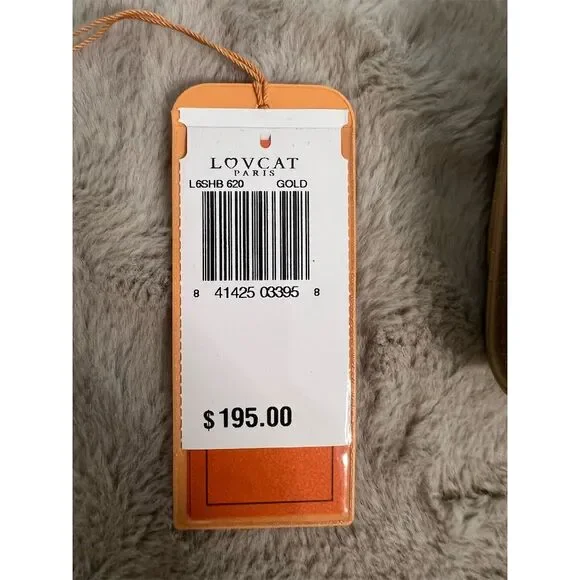 LOVCAT
PARIS
L6SHB 620 GOLD
8 41425 03395 8
$195.00